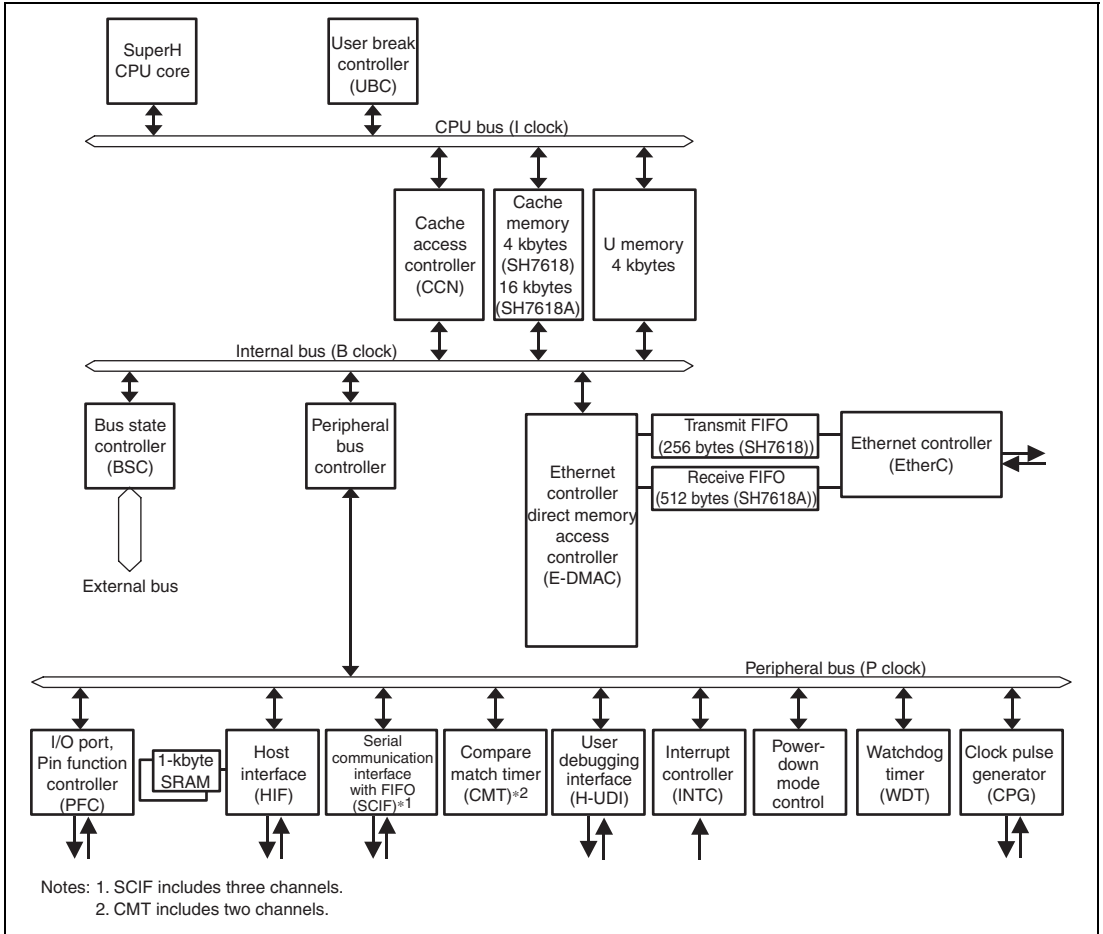 SuperH
CPU core
User break
controller
(UBC)
CPU bus (I clock)
Cache
access
controller
(CCN)
Cache
memory
4 kbytes
(SH7618)
16 kbytes
(SH7618A)
U memory
4 kbytes
Internal bus (B clock)
Bus state
controller
(BSC)
External bus
Peripheral
bus
controller
Ethernet
controller
direct memory
access
controller
(E-DMAC)
Transmit FIFO
(256 bytes (SH7618))
Receive FIFO
(512 bytes (SH7618A))
Ethernet controller
(EtherC)
Peripheral bus (P clock)
I/O port,
Pin function
controller
(PFC)
1-kbyte
SRAM
Host
interface
(HIF)
Serial
communication
interface
with FIFO
(SCIF)*1
Compare
match timer
(CMT)*2
User
debugging
interface
(H-UDI)
Interrupt
controller
(INTC)
Power-
down
mode
control
Watchdog
timer
(WDT)
Clock pulse
generator
(CPG)
Notes: 1. SCIF includes three channels.
2. CMT includes two channels.